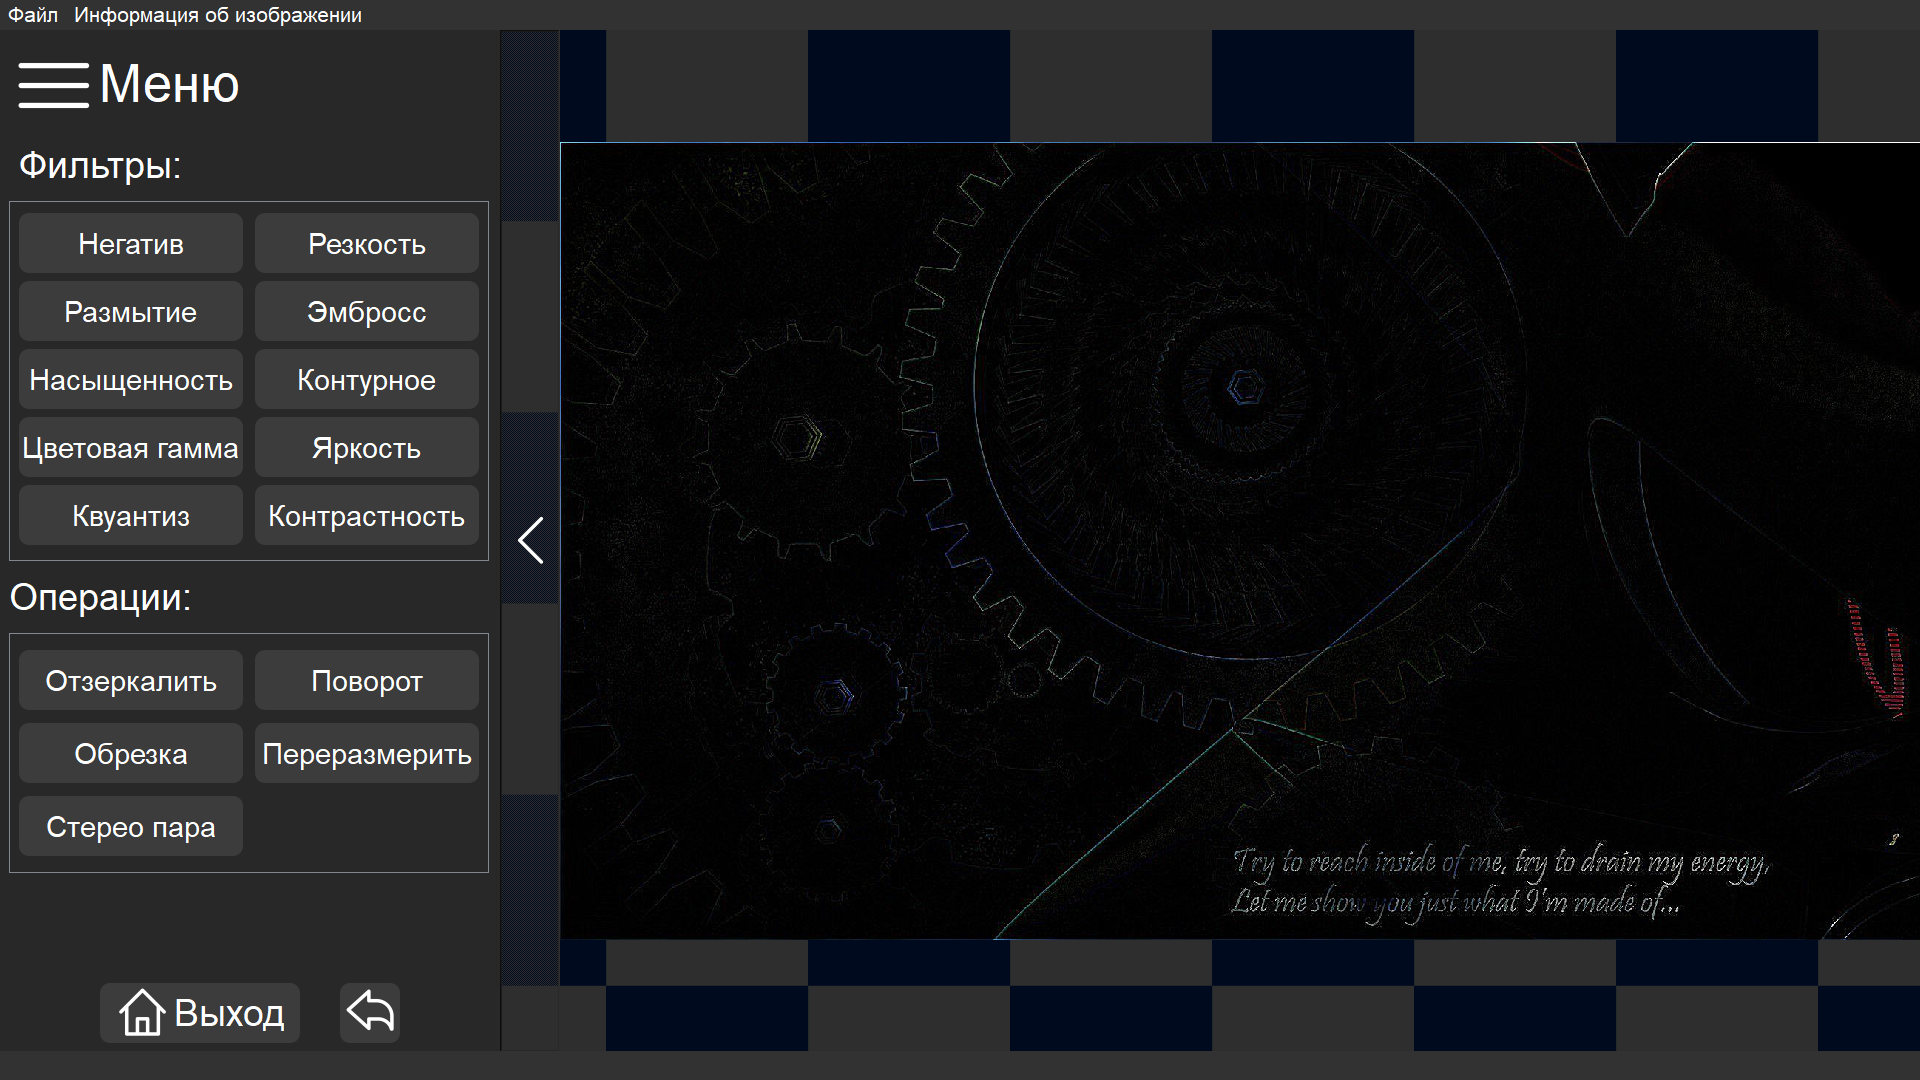 Файл Информация об изображении
Меню
Фильтры:
Негатив Резкость
Размытие Эмбросс
Насыщенность Контурное
Цветовая гамма Яркость
Квуантиз Контрастность
Операции:
Отзеркалить Поворот
Обрезка Переразмерить
Стерео пара
Выход
Try to reach inside of me, try to drain my energy,
Let me show you just what I'm made of...